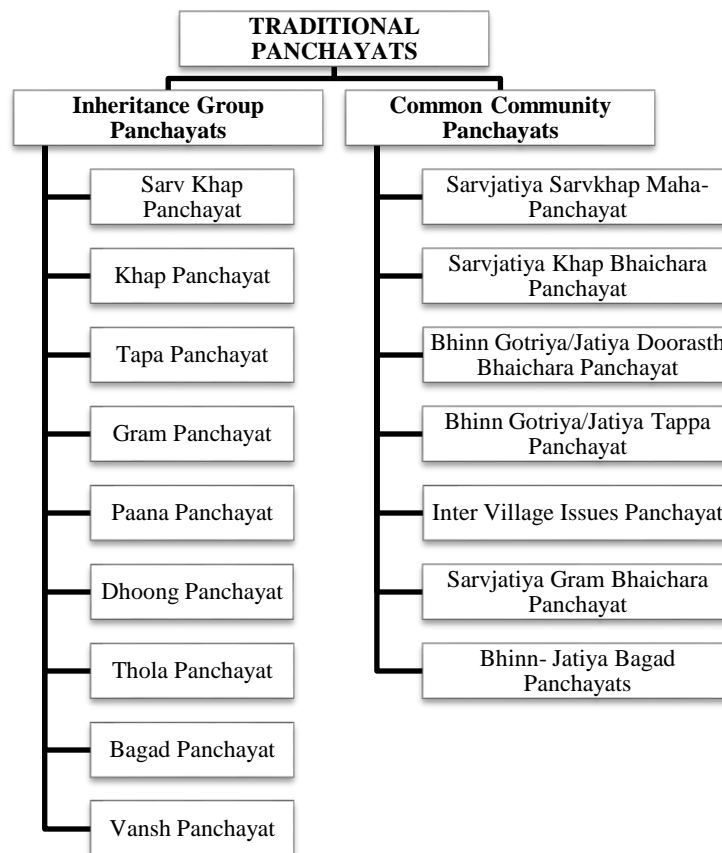 TRADITIONAL
PANCHAYATS
Inheritance Group
Panchayats
Sarv Khap
Panchayat
Khap Panchayat
Tapa Panchayat
Gram Panchayat
Paana Panchayat
Dhoong Panchayat
Thola Panchayat
Bagad Panchayat
Vansh Panchayat
Common Community
Panchayats
Sarvjatiya Sarvkhap Maha-
Panchayat
Sarvjatiya Khap Bhaichara
Panchayat
Bhinn Gotriya/Jatiya Doorasth
Bhaichara Panchayat
Bhinn Gotriya/Jatiya Tappa
Panchayat
Inter Village Issues Panchayat
Sarvjatiya Gram Bhaichara
Panchayat
Bhinn- Jatiya Bagad
Panchayats